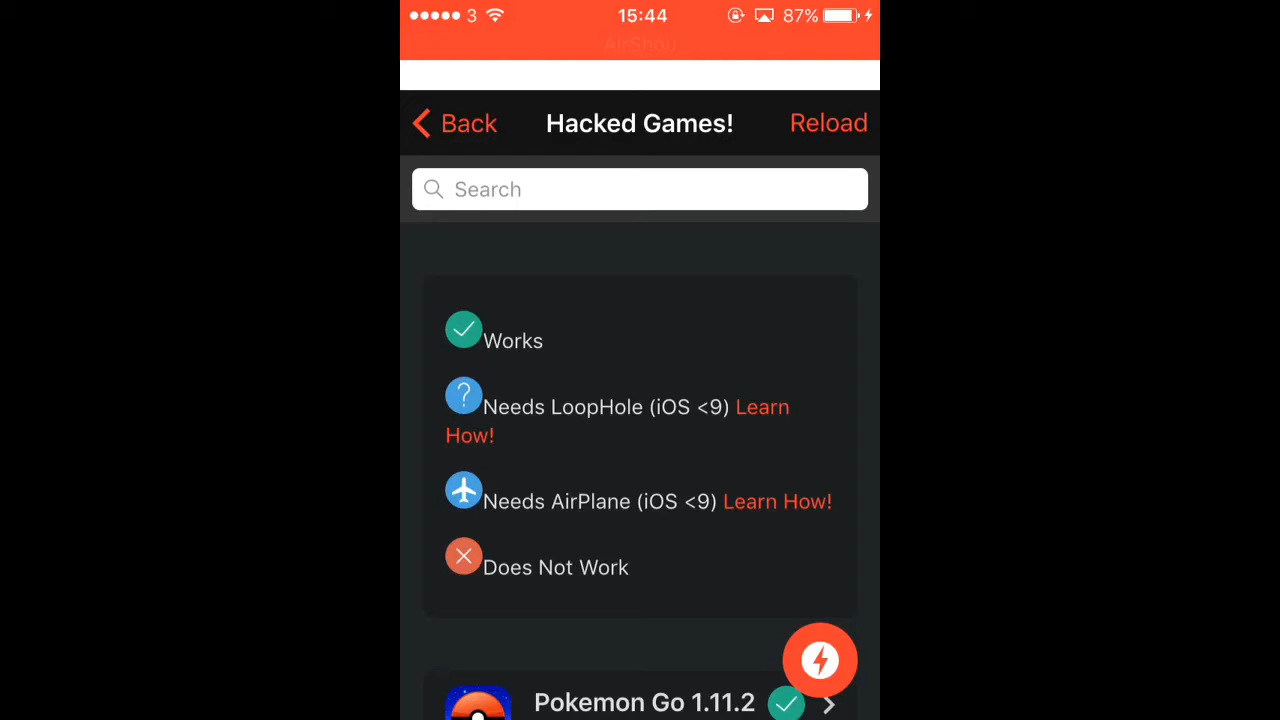 3 15:44 87%
AirShou
Back Hacked Games! Reload
Search
Works
Needs LoopHole (iOS <9) Learn
How!
Needs AirPlane (iOS <9) Learn How!
Does Not Work
Pokemon Go 1.11.2